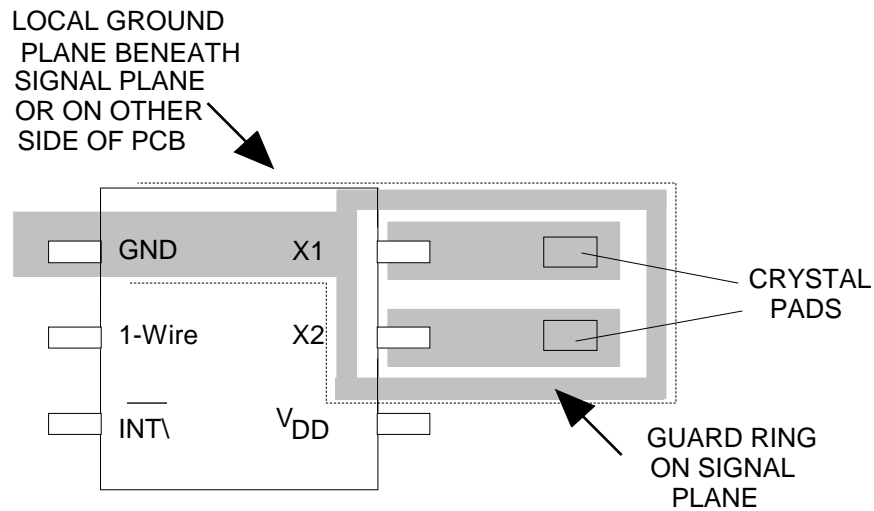 LOCAL GROUND
PLANE BENEATH
SIGNAL PLANE
OR ON OTHER
SIDE OF PCB
GND
X1
1-Wire
X2
INT\
VDD
CRYSTAL
PADS
GUARD RING
ON SIGNAL
PLANE